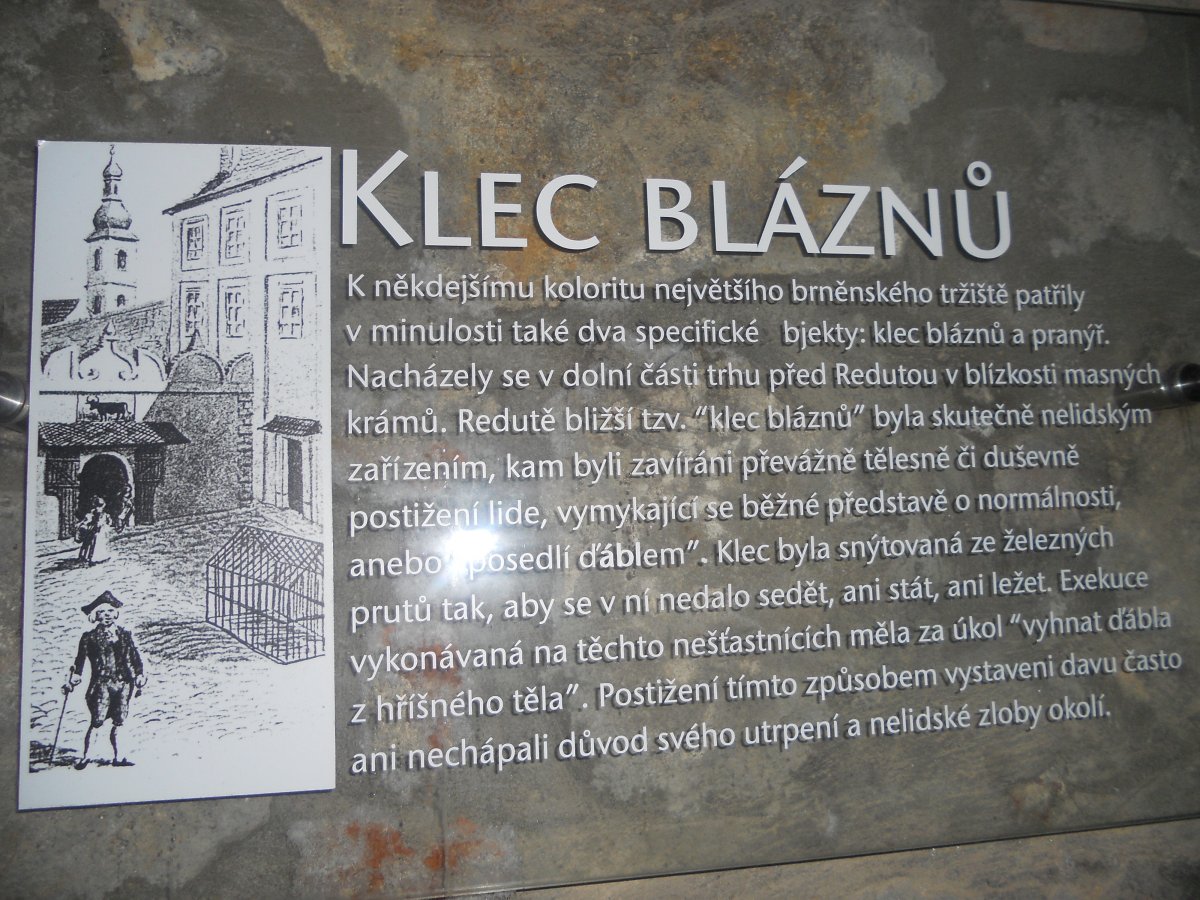 KLEC BLÁZNŮ
K někdejšímu koloritu největšího brněnského tržiště patřily
v minulosti také dva specifické bjekty: klec bláznů a pranýř.
Nacházely se v dolní části trhu před Redutou v blízkosti masných
krámů. Redutě bližší tzv. “klec bláznů” byla skutečně nelidským
zařízením, kam byli zavíráni převážně tělesně či duševně
postižení lide, vymykající se běžné představě o normálnosti,
anebo posedlí ďáblem”. Klec byla snýtovaná ze železných
prutů tak, aby se v ní nedalo sedět, ani stát, ani ležet. Exekuce
vykonávaná na těchto nešťastnících měla za úkol “vyhnat ďábla
z hříšného těla”. Postižení tímto způsobem vystaveni davu často
ani nechápali důvod svého utrpení a nelidské zloby okolí.